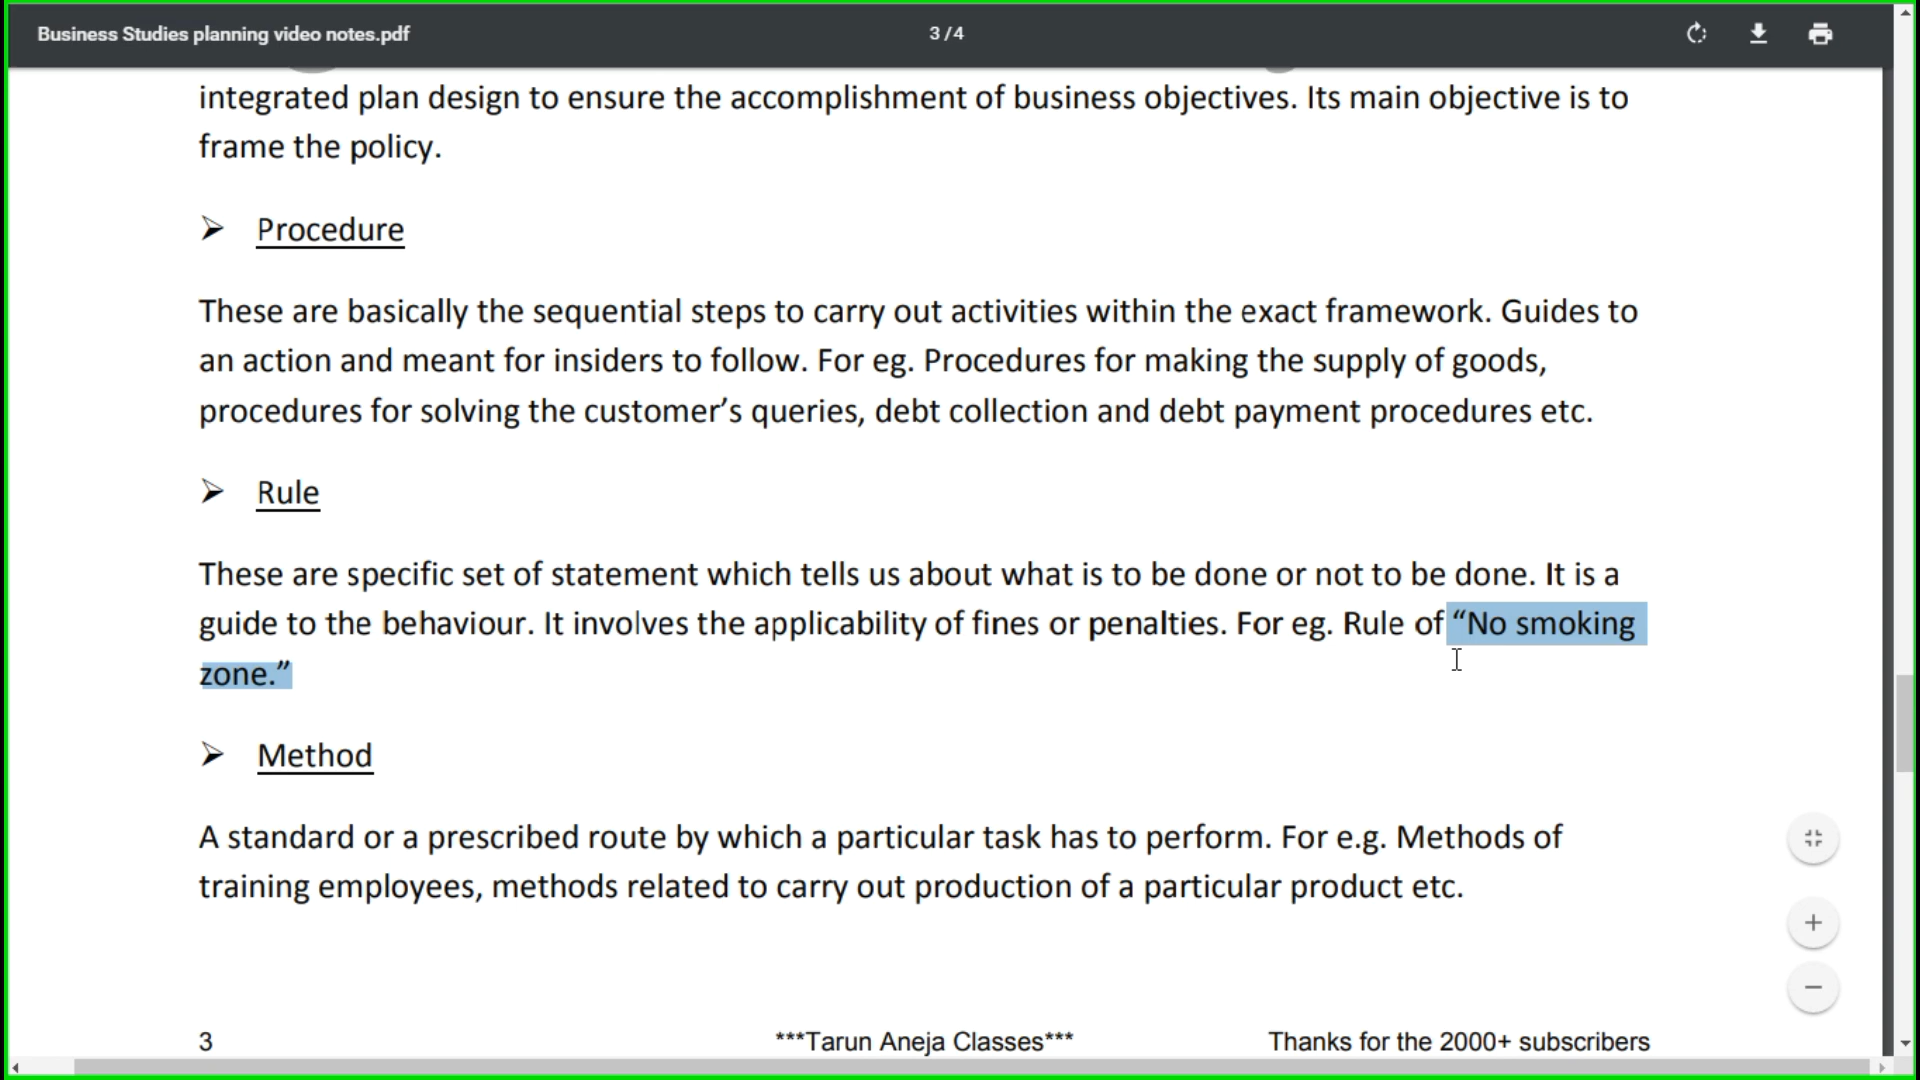 Business Studies planning video notes.pdf
3 / 4
integrated plan design to ensure the accomplishment of business objectives. Its main objective is to
frame the policy.
➢ Procedure
These are basically the sequential steps to carry out activities within the exact framework. Guides to
an action and meant for insiders to follow. For eg. Procedures for making the supply of goods,
procedures for solving the customer’s queries, debt collection and debt payment procedures etc.
➢ Rule
These are specific set of statement which tells us about what is to be done or not to be done. It is a
guide to the behaviour. It involves the applicability of fines or penalties. For eg. Rule of “No smoking
zone.”
➢ Method
A standard or a prescribed route by which a particular task has to perform. For e.g. Methods of
training employees, methods related to carry out production of a particular product etc.
3 ***Tarun Aneja Classes*** Thanks for the 2000+ subscribers